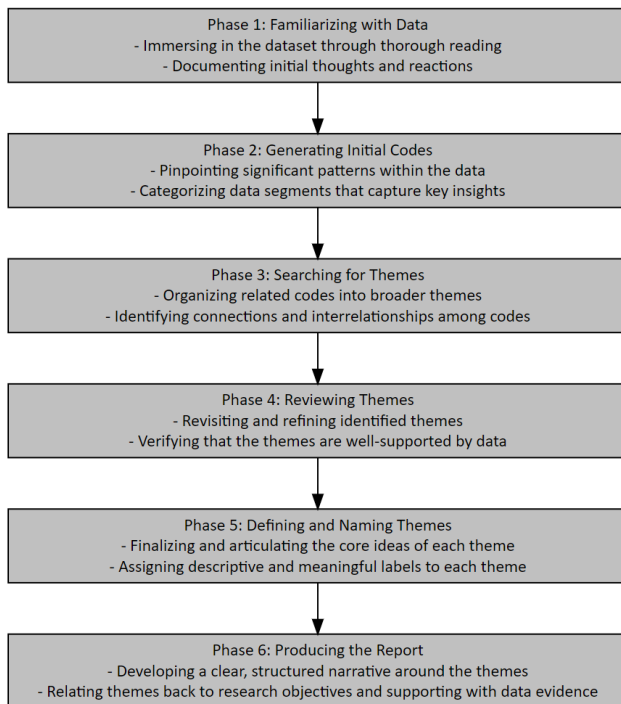 Phase 1: Familiarizing with Data
- Immersing in the dataset through thorough reading
- Documenting initial thoughts and reactions
Phase 2: Generating Initial Codes
- Pinpointing significant patterns within the data
- Categorizing data segments that capture key insights
Phase 3: Searching for Themes
- Organizing related codes into broader themes
- Identifying connections and interrelationships among codes
Phase 4: Reviewing Themes
- Revisiting and refining identified themes
- Verifying that the themes are well-supported by data
Phase 5: Defining and Naming Themes
- Finalizing and articulating the core ideas of each theme
- Assigning descriptive and meaningful labels to each theme
Phase 6: Producing the Report
- Developing a clear, structured narrative around the themes
- Relating themes back to research objectives and supporting with data evidence